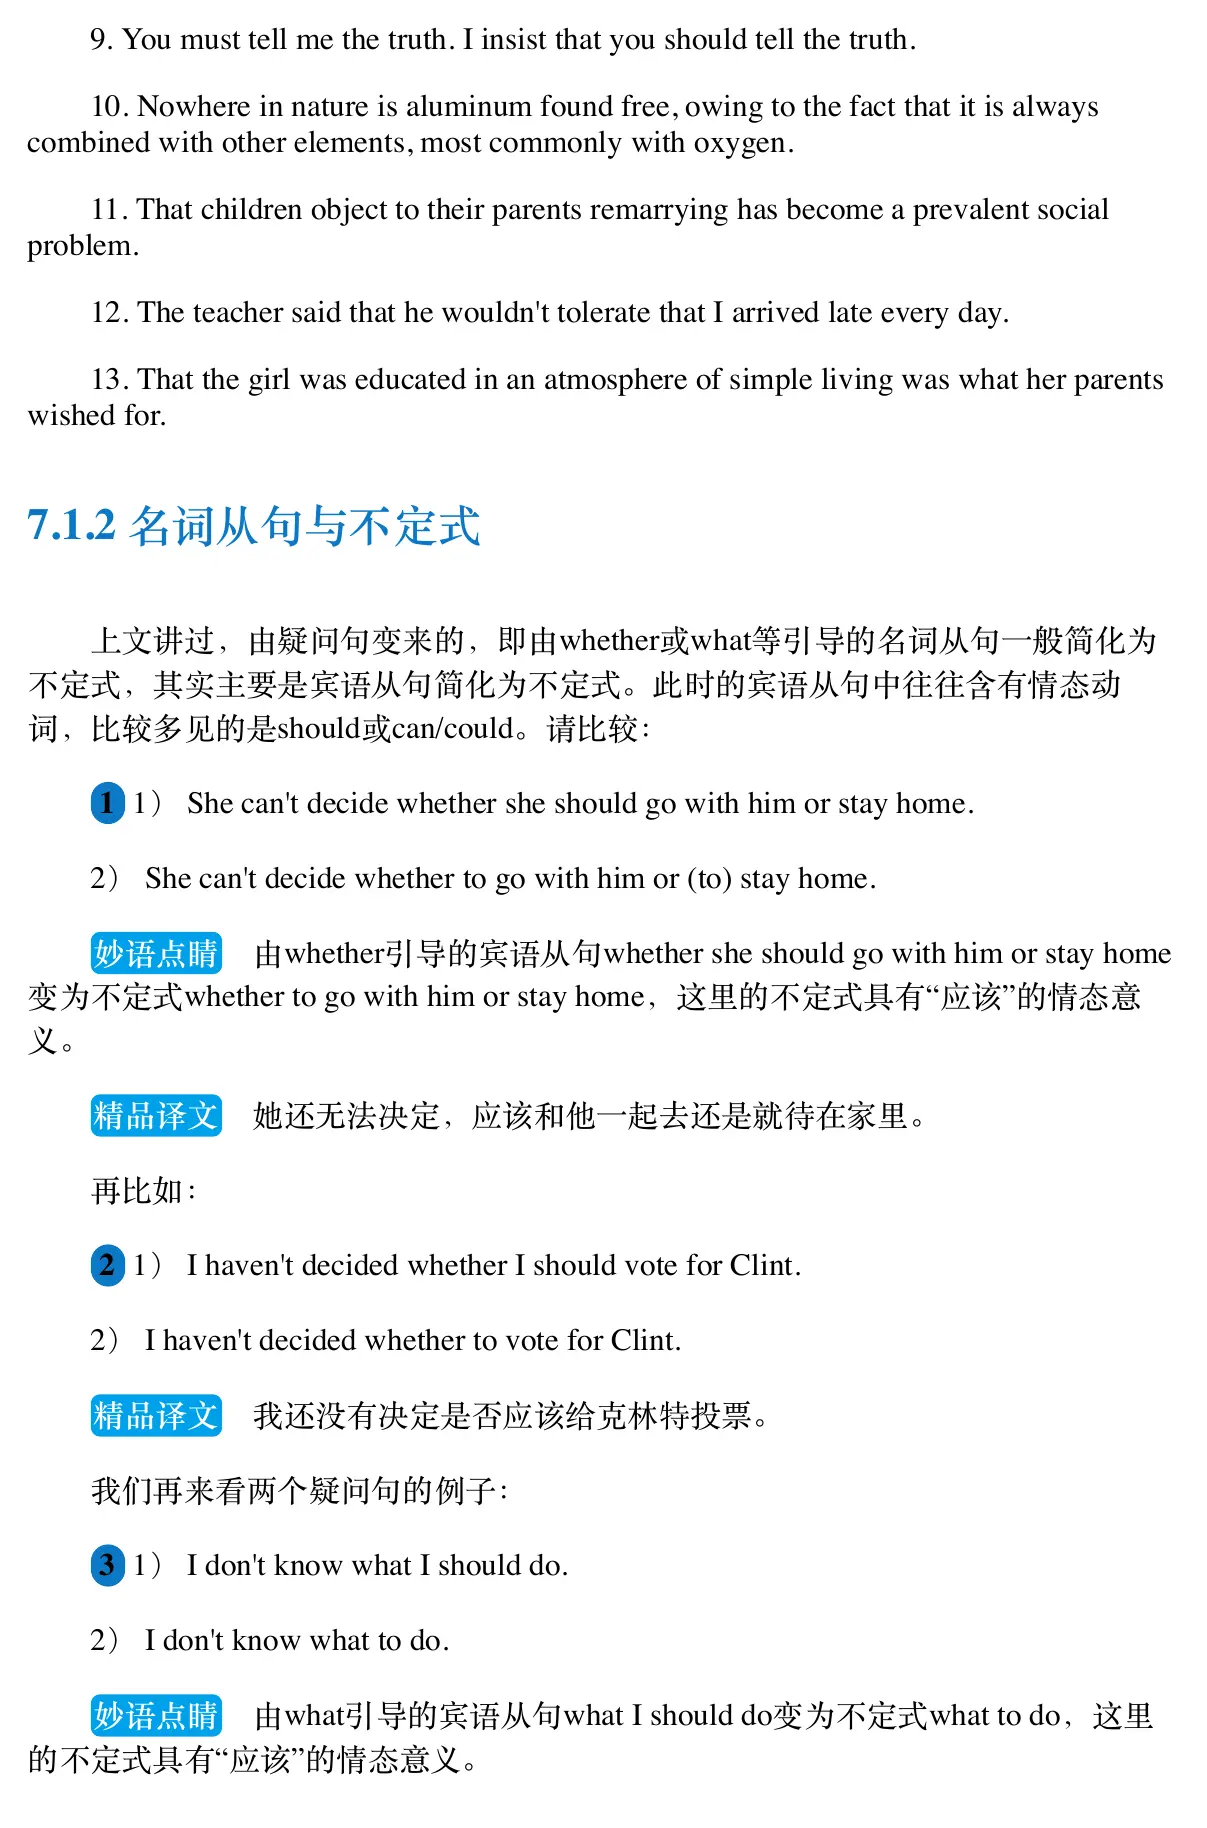 9. You must tell me the truth. I insist that you should tell the truth.
10. Nowhere in nature is aluminum found free, owing to the fact that it is always
combined with other elements, most commonly with oxygen.
11. That children object to their parents remarrying has become a prevalent social
problem.
12. The teacher said that he wouldn't tolerate that I arrived late every day.
13. That the girl was educated in an atmosphere of simple living was what her parents
wished for.
7.1.2 名词从句与不定式
上文讲过，由疑问句变来的，即由whether或what等引导的名词从句一般简化为
不定式，其实主要是宾语从句简化为不定式。此时的宾语从句中往往含有情态动
词，比较多见的是should或can/could。请比较：
1 1） She can't decide whether she should go with him or stay home.
2） She can't decide whether to go with him or (to) stay home.
妙语点睛 由whether引导的宾语从句whether she should go with him or stay home
变为不定式whether to go with him or stay home，这里的不定式具有“应该”的情态意
义。
精品译文 她还无法决定，应该和他一起去还是就待在家里。
再比如：
2 1） I haven't decided whether I should vote for Clint.
2） I haven't decided whether to vote for Clint.
精品译文 我还没有决定是否应该给克林特投票。
我们再来看两个疑问句的例子：
3 1） I don't know what I should do.
2） I don't know what to do.
妙语点睛 由what引导的宾语从句what I should do变为不定式what to do，这里
的不定式具有“应该”的情态意义。